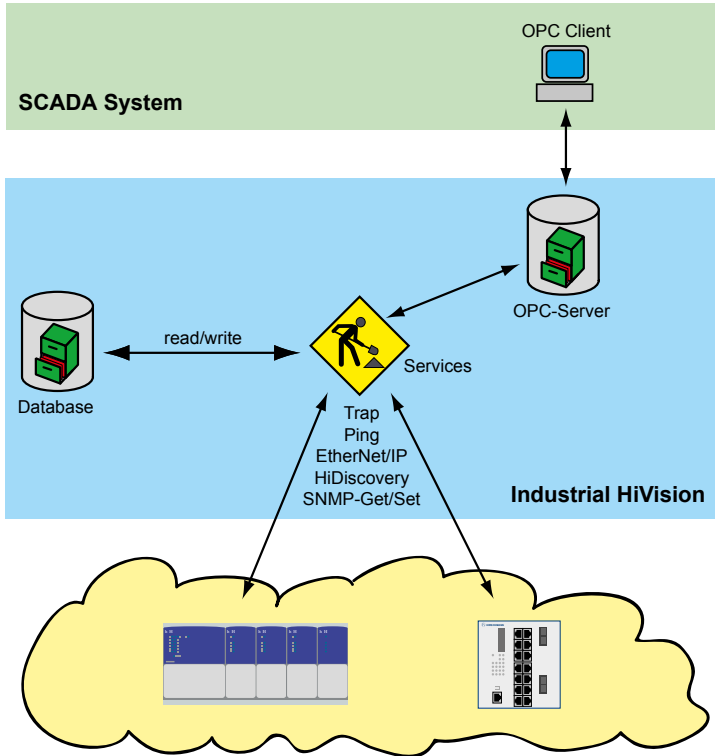 OPC Client
SCADA System
OPC-Server
read/write
Services
Database
Trap
Ping
EtherNet/IP
HiDiscovery
SNMP-Get/Set
Industrial HiVision